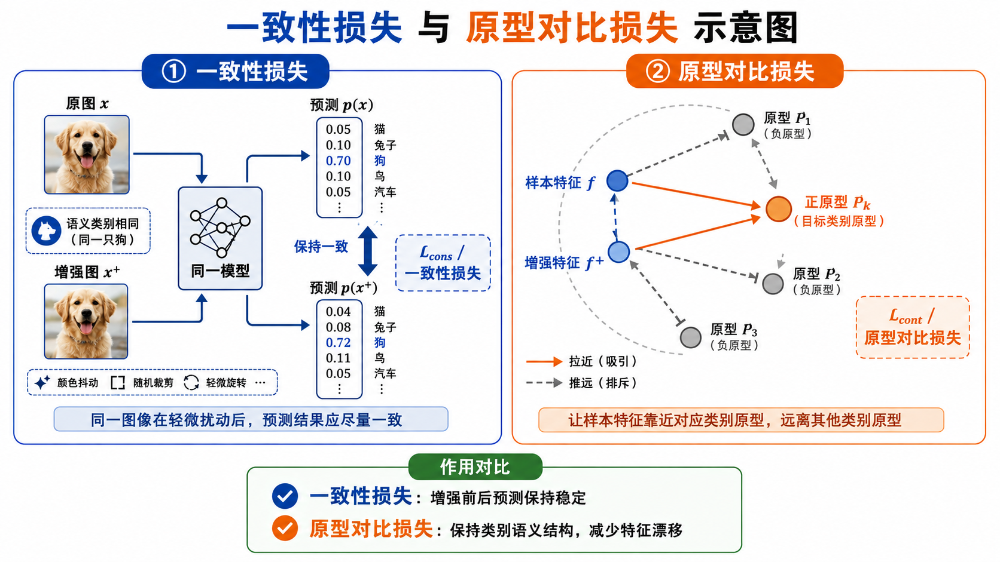 一致性损失 与 原型对比损失 示意图
① 一致性损失
原图 x
语义类别相同
（同一只狗）
增强图 x⁺
颜色抖动
随机裁剪
轻微旋转 ⋯
同一模型
预测 p(x)
0.05 猫
0.10 兔子
0.70 狗
0.10 鸟
0.05 汽车
⋮ ⋮
保持一致
L_cons /
一致性损失
预测 p(x⁺)
0.04 猫
0.08 兔子
0.72 狗
0.11 鸟
0.05 汽车
⋮ ⋮
同一图像在轻微扰动后，预测结果应尽量一致
② 原型对比损失
原型 P₁
（负原型）
样本特征 f
正原型 P_k
（目标类别原型）
增强特征 f⁺
原型 P₂
（负原型）
原型 P₃
（负原型）
L_cont /
原型对比损失
拉近（吸引）
推远（排斥）
让样本特征靠近对应类别原型，远离其他类别原型
作用对比
一致性损失：增强前后预测保持稳定
原型对比损失：保持类别语义结构，减少特征漂移